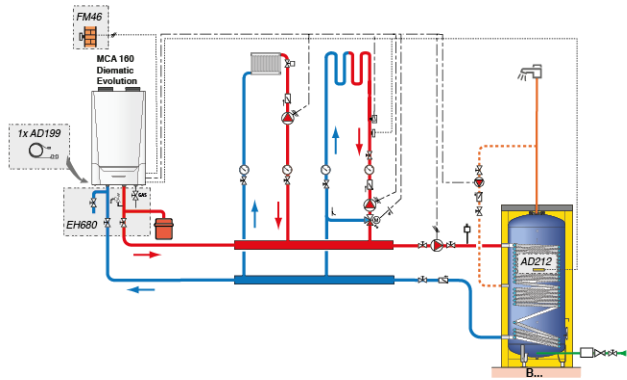 FM46
MCA 160
Diematic
Evolution
1x AD199
GAS
EH680
M
AD212
B...